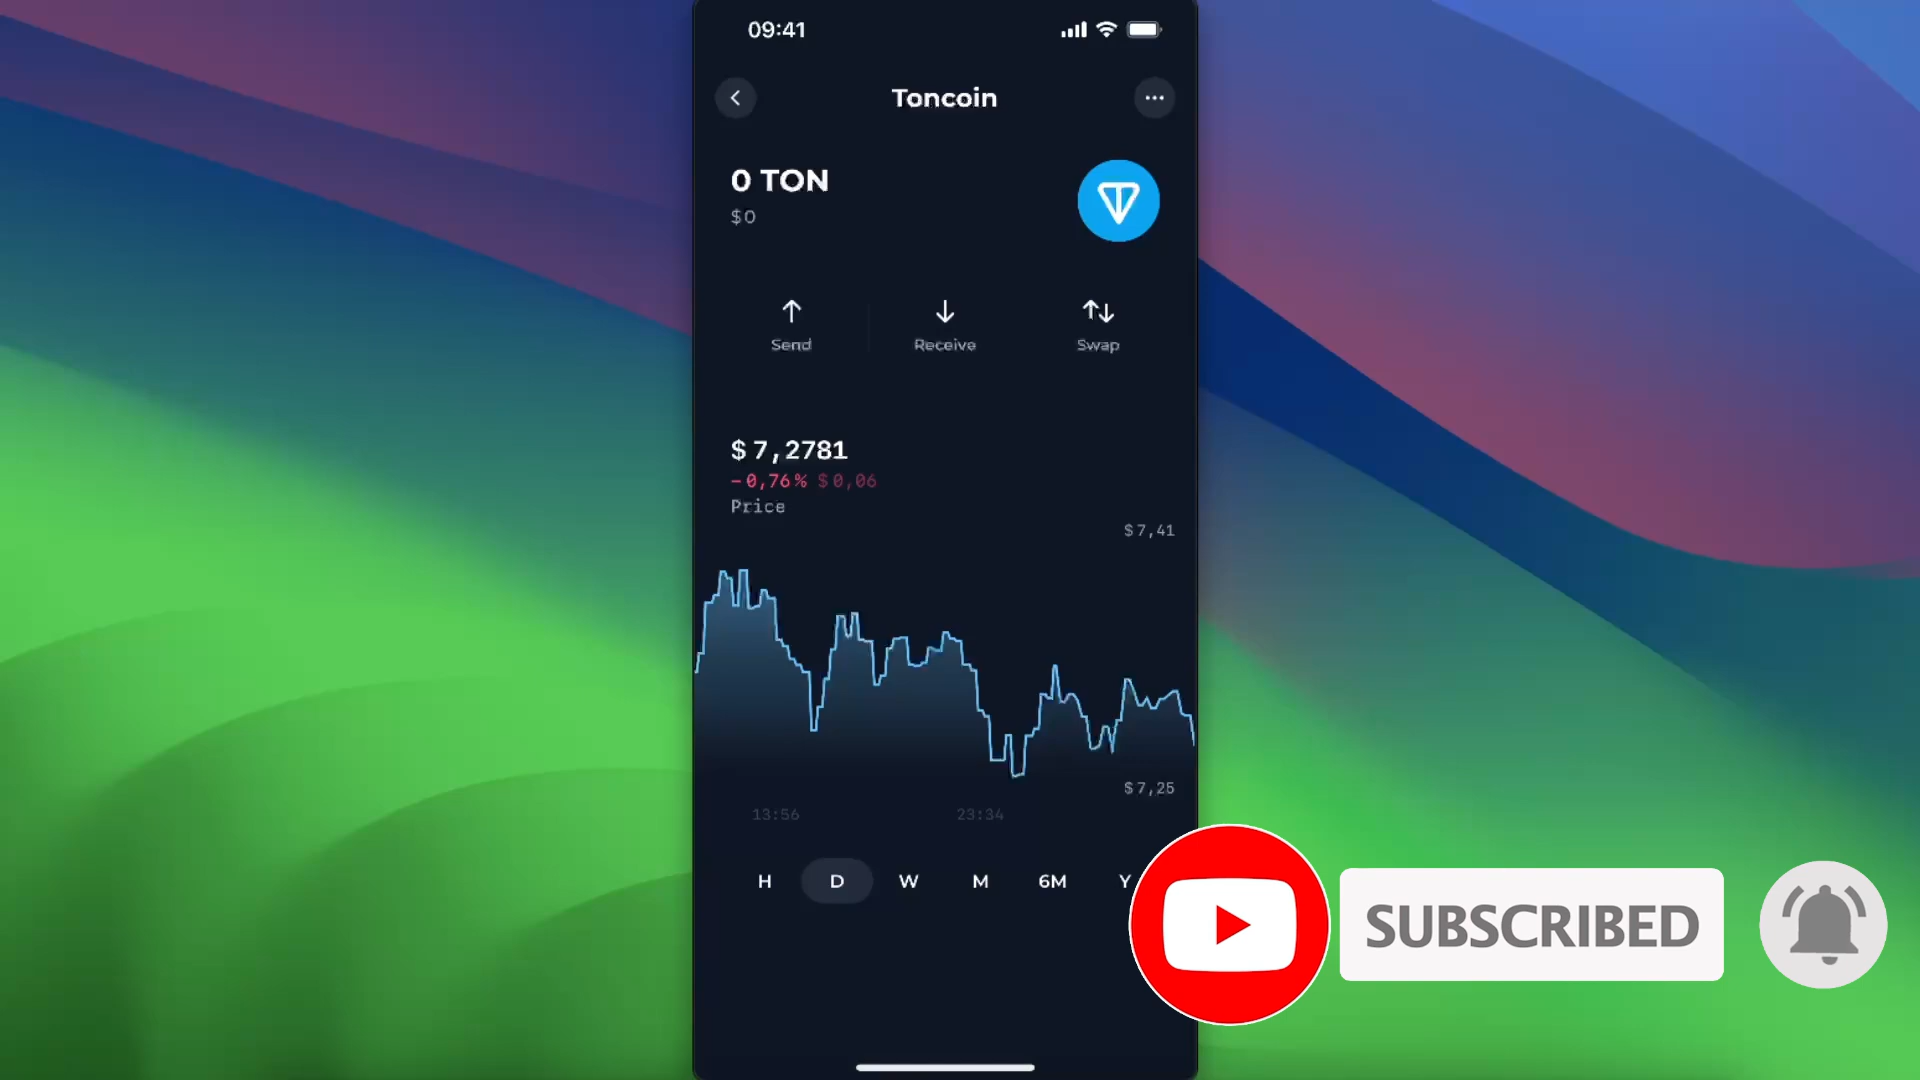 09:41
Toncoin
0 TON
$0
Send
Receive
Swap
$ 7,2781
−0,76% $ 0,06
Price
$ 7,41
$ 7,25
13:56
23:34
H
D
W
M
6M
Y
SUBSCRIBED